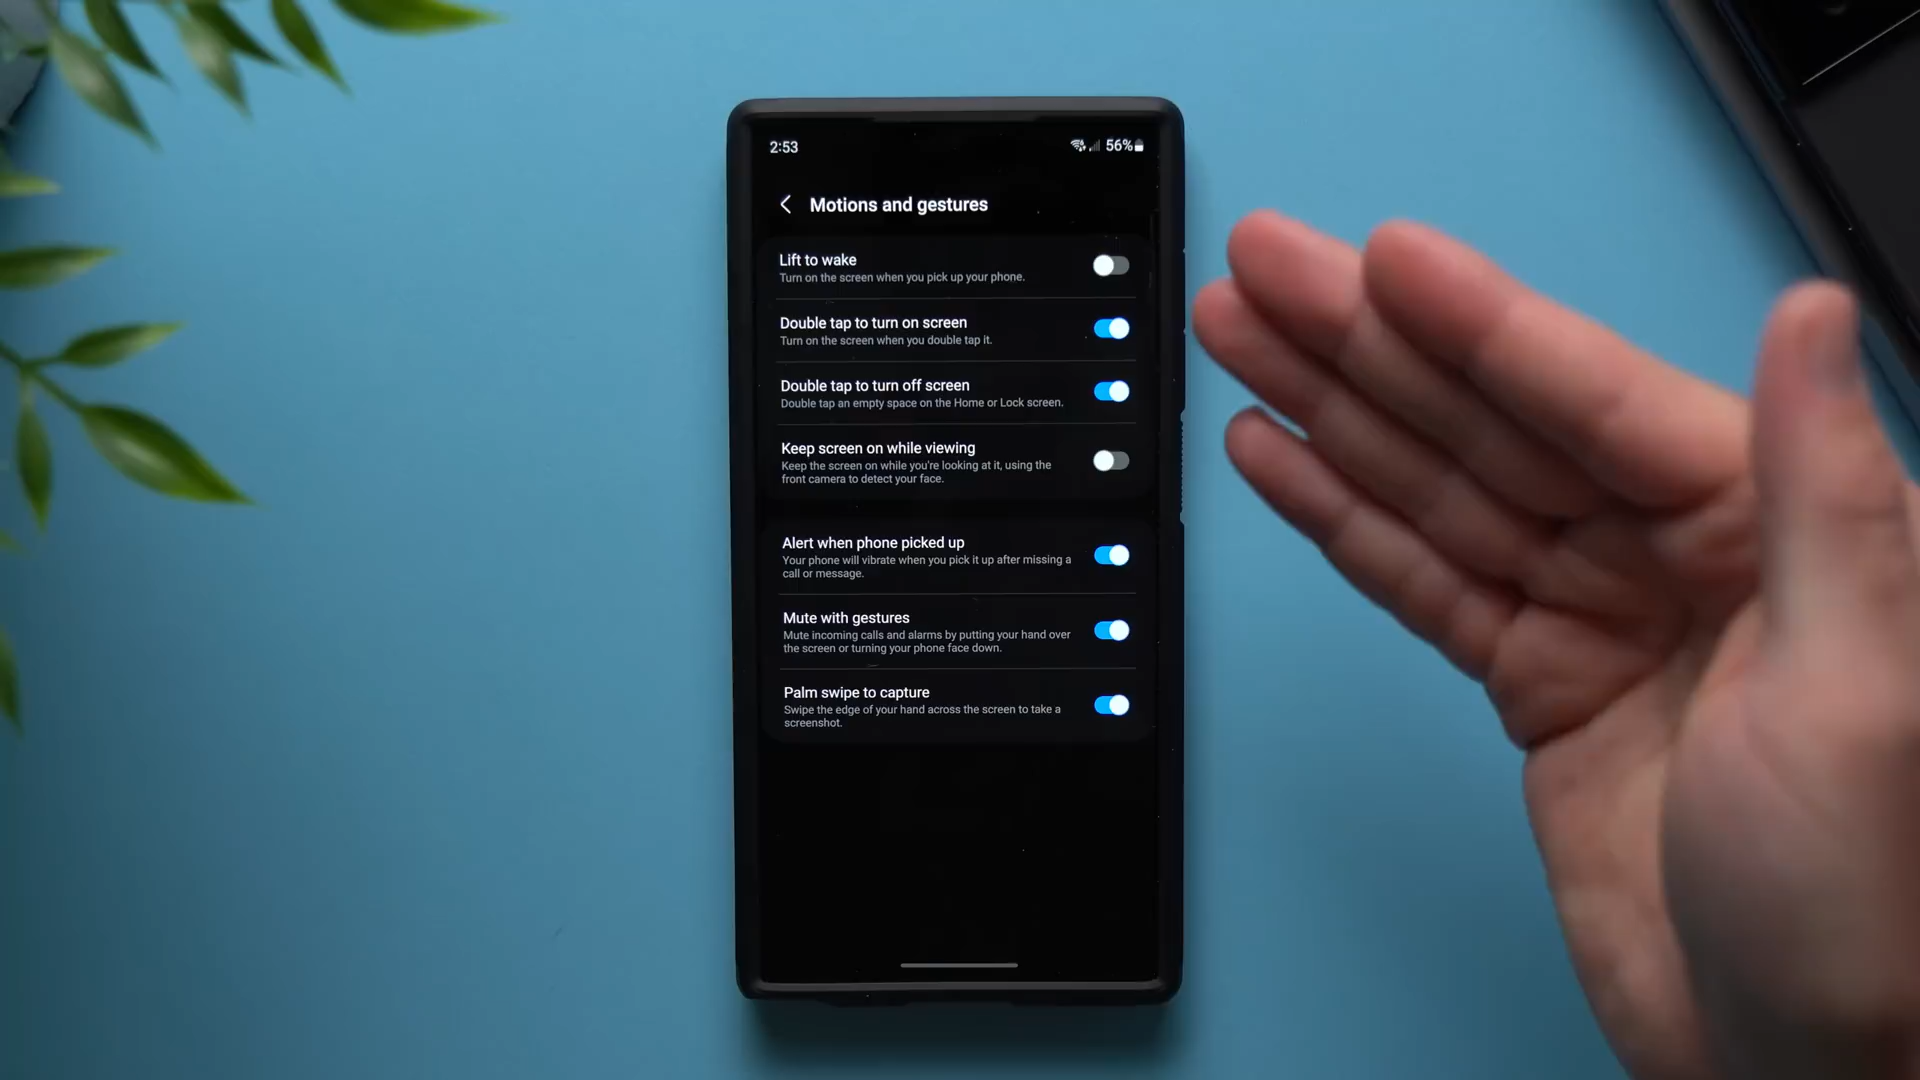 2:53
56%
Motions and gestures
Lift to wake
Turn on the screen when you pick up your phone.
Double tap to turn on screen
Turn on the screen when you double tap it.
Double tap to turn off screen
Double tap an empty space on the Home or Lock screen.
Keep screen on while viewing
Keep the screen on while you're looking at it, using the
front camera to detect your face.
Alert when phone picked up
Your phone will vibrate when you pick it up after missing a
call or message.
Mute with gestures
Mute incoming calls and alarms by putting your hand over
the screen or turning your phone face down.
Palm swipe to capture
Swipe the edge of your hand across the screen to take a
screenshot.